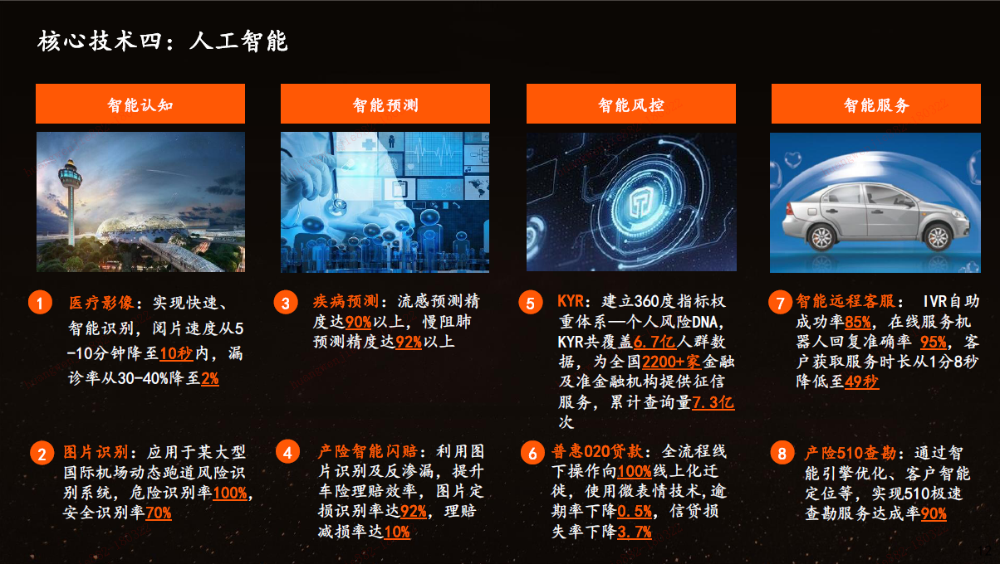 核心技术四：人工智能
智能认知
智能预测
智能风控
智能服务
1
医疗影像：实现快速、
智能识别，阅片速度从5
-10分钟降至10秒内，漏
诊率从30-40%降至2%
2
图片识别：应用于某大型
国际机场动态跑道风险识
别系统，危险识别率100%，
安全识别率70%
3
疾病预测：流感预测精
度达90%以上，慢阻肺
预测精度达92%以上
4
产险智能闪赔：利用图
片识别及反渗漏，提升
车险理赔效率，图片定
损识别率达92%，理赔
减损率达10%
5
KYR：建立360度指标权
重体系—个人风险DNA，
KYR共覆盖6.7亿人群数
据，为全国2200+家金融
及准金融机构提供征信
服务，累计查询量7.3亿
次
6
普惠O2O贷款：全流程线
下操作向100%线上化迁
徙，使用微表情技术,逾
期率下降0.5%，信贷损
失率下降3.7%
7
智能远程客服： IVR自助
成功率85%，在线服务机
器人回复准确率 95%，客
户获取服务时长从1分8秒
降低至49秒
8
产险510查勘：通过智
能引擎优化、客户智能
定位等，实现510极速
查勘服务达成率90%